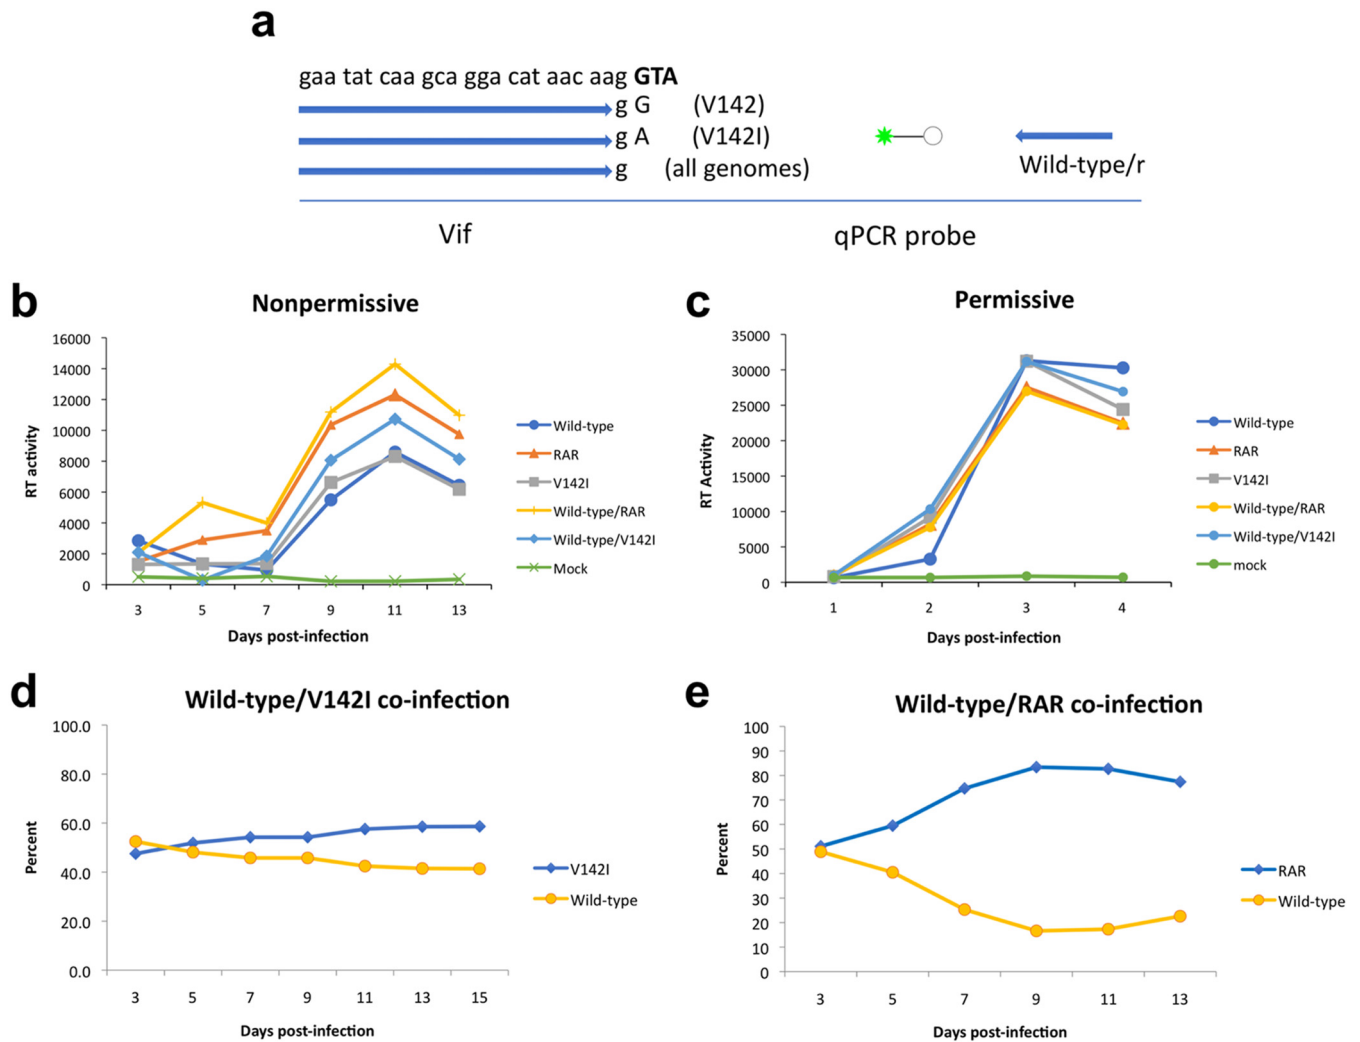 a
gaa tat caa gca gga cat aac aag GTA
g G (V142)
g A (V142I)
g (all genomes)
Wild-type/r
Vif
qPCR probe
b
Nonpermissive
16000
14000
12000
10000
8000
6000
4000
2000
0
RT activity
3 5 7 9 11 13
Days post-infection
Wild-type
RAR
V142I
Wild-type/RAR
Wild-type/V142I
Mock
c
Permissive
35000
30000
25000
20000
15000
10000
5000
0
RT Activity
1 2 3 4
Days post-infection
Wild-type
RAR
V142I
Wild-type/RAR
Wild-type/V142I
mock
d
Wild-type/V142I co-infection
100.0
80.0
60.0
40.0
20.0
0.0
Percent
3 5 7 9 11 13 15
Days post-infection
V142I
Wild-type
e
Wild-type/RAR co-infection
100
90
80
70
60
50
40
30
20
10
0
Percent
3 5 7 9 11 13
Days post-infection
RAR
Wild-type